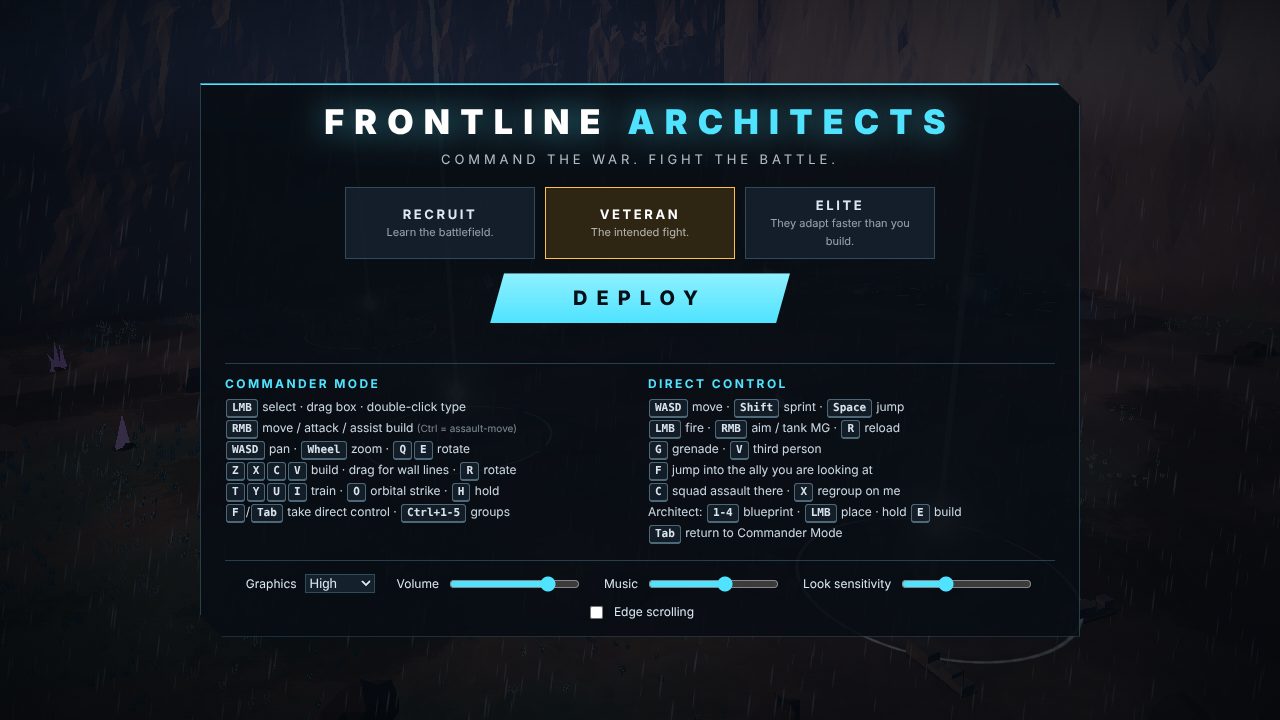 FRONTLINE ARCHITECTS
COMMAND THE WAR. FIGHT THE BATTLE.
RECRUIT
Learn the battlefield.
VETERAN
The intended fight.
ELITE
They adapt faster than you
build.
DEPLOY
COMMANDER MODE
LMB select · drag box · double-click type
RMB move / attack / assist build (Ctrl = assault-move)
WASD pan · Wheel zoom · Q E rotate
Z X C V build · drag for wall lines · R rotate
T Y U I train · O orbital strike · H hold
F/Tab take direct control · Ctrl+1-5 groups
DIRECT CONTROL
WASD move · Shift sprint · Space jump
LMB fire · RMB aim / tank MG · R reload
G grenade · V third person
F jump into the ally you are looking at
C squad assault there · X regroup on me
Architect: 1-4 blueprint · LMB place · hold E build
Tab return to Commander Mode
Graphics High Volume Music Look sensitivity
Edge scrolling